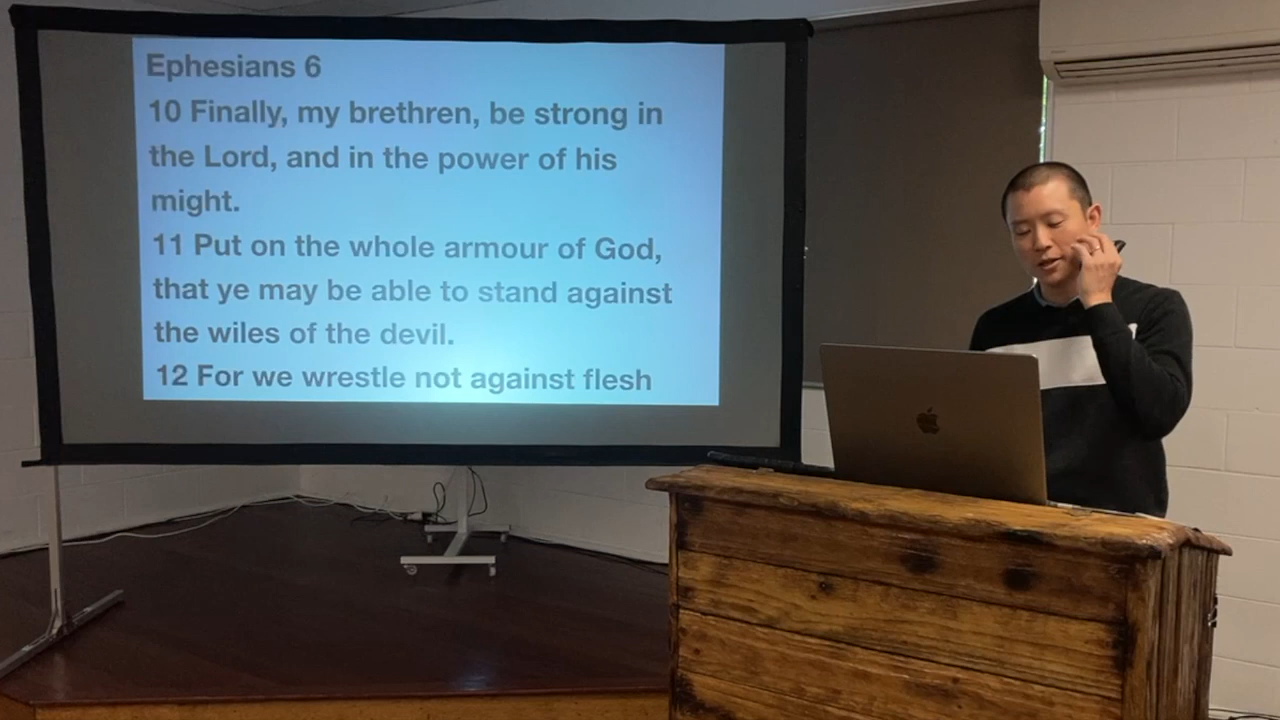 Ephesians 6
10 Finally, my brethren, be strong in
the Lord, and in the power of his
might.
11 Put on the whole armour of God,
that ye may be able to stand against
the wiles of the devil.
12 For we wrestle not against flesh